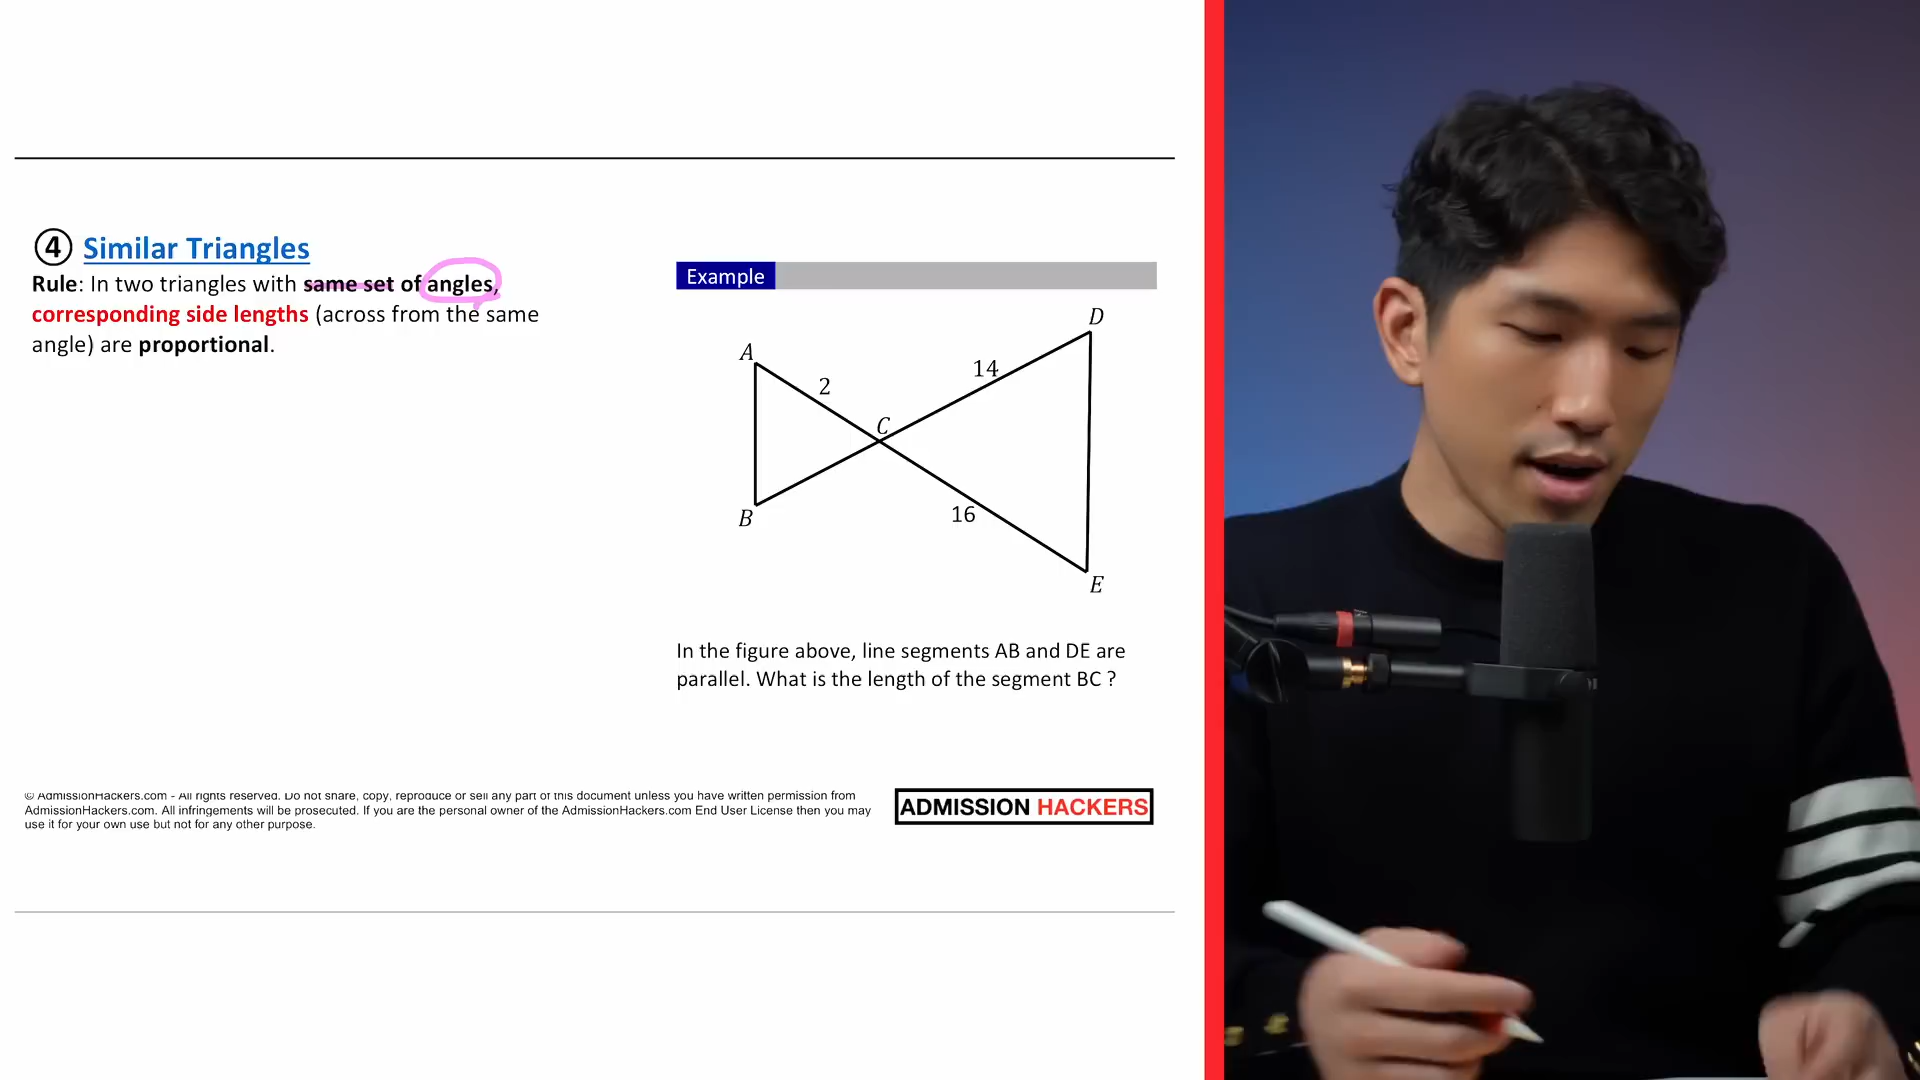 ④ Similar Triangles
Rule: In two triangles with same set of angles,
corresponding side lengths (across from the same
angle) are proportional.
Example
D
A
14
2
C
B
16
E
In the figure above, line segments AB and DE are
parallel. What is the length of the segment BC ?
© AdmissionHackers.com - All rights reserved. Do not share, copy, reproduce or sell any part of this document unless you have written permission from
AdmissionHackers.com. All infringements will be prosecuted. If you are the personal owner of the AdmissionHackers.com End User License then you may
use it for your own use but not for any other purpose.
ADMISSION HACKERS